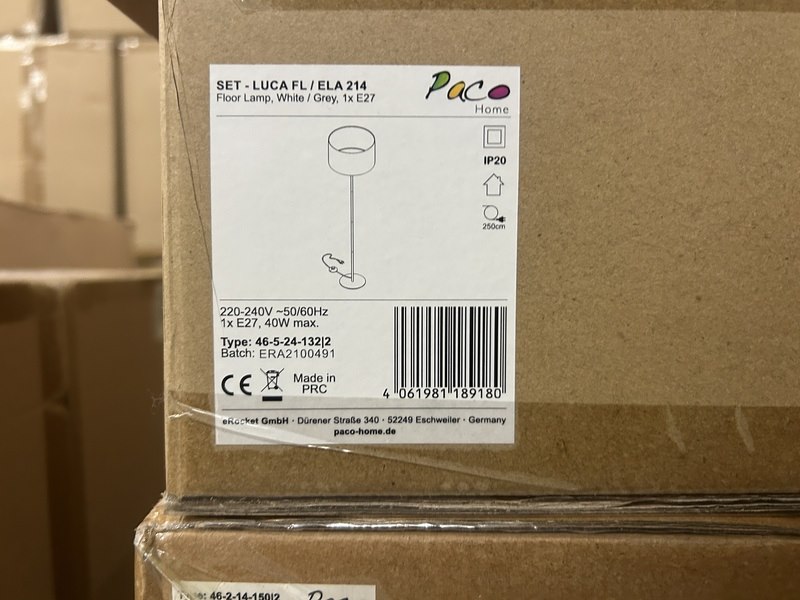 SET - LUCA FL / ELA 214
Floor Lamp, White / Grey, 1x E27
Paco
Home
IP20
250cm
220-240V ~50/60Hz
1x E27, 40W max.
Type: 46-5-24-132|2
Batch: ERA2100491
CE
Made in
PRC
4 061981 189180
eRocket GmbH · Dürener Straße 340 · 52249 Eschweiler · Germany
paco-home.de
46-2-14-150|2